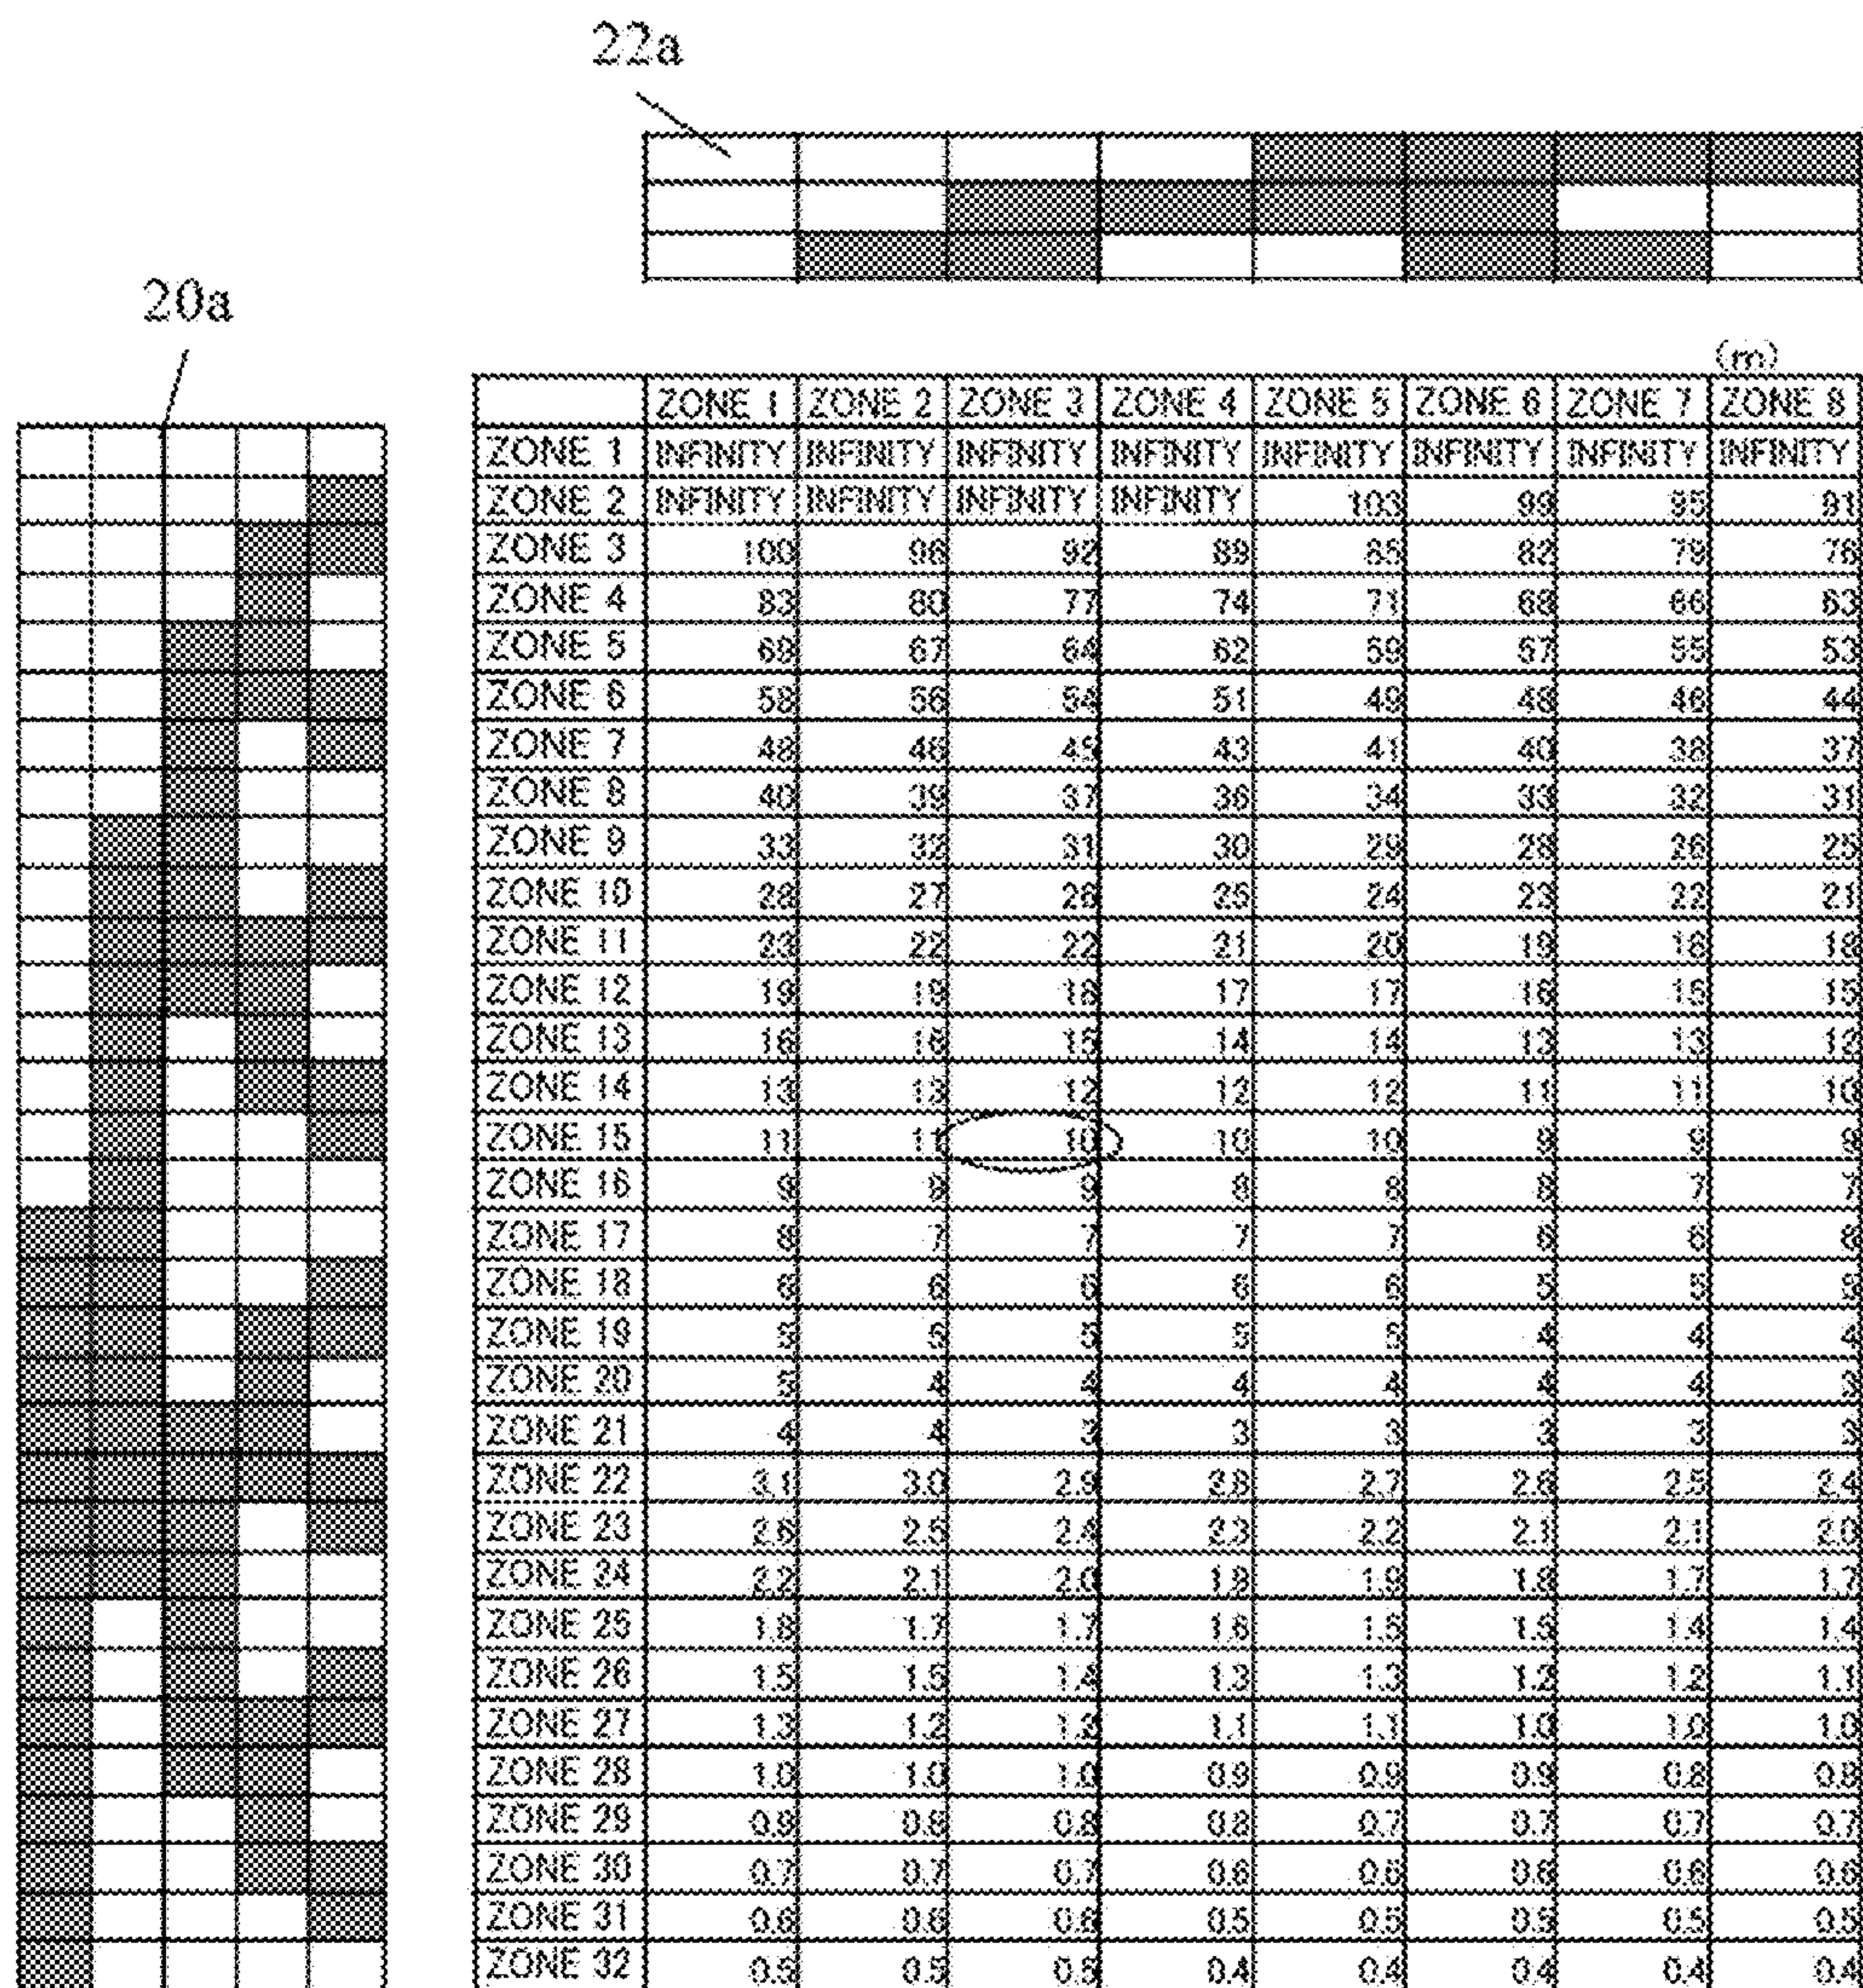 22a
20a
(m)
ZONE 1 ZONE 2 ZONE 3 ZONE 4 ZONE 5 ZONE 6 ZONE 7 ZONE 8
ZONE 1 INFINITY INFINITY INFINITY INFINITY INFINITY INFINITY INFINITY INFINITY
ZONE 2 INFINITY INFINITY INFINITY INFINITY 103 99 95 91
ZONE 3 100 96 92 89 85 82 79 76
ZONE 4 83 80 77 74 71 68 66 63
ZONE 5 69 67 64 62 59 57 55 53
ZONE 6 58 56 54 51 49 48 46 44
ZONE 7 48 46 45 43 41 40 38 37
ZONE 8 40 39 37 36 34 33 32 31
ZONE 9 33 32 31 30 29 28 26 25
ZONE 10 28 27 26 25 24 23 22 21
ZONE 11 23 22 22 21 20 19 18 18
ZONE 12 19 19 18 17 17 16 15 15
ZONE 13 16 16 15 14 14 13 13 12
ZONE 14 13 13 12 12 12 11 11 10
ZONE 15 11 11 10 10 10 9 9 9
ZONE 16 9 9 9 8 8 8 7 7
ZONE 17 8 7 7 7 7 6 6 6
ZONE 18 6 6 6 6 6 5 5 5
ZONE 19 5 5 5 5 5 4 4 4
ZONE 20 5 4 4 4 4 4 4 3
ZONE 21 4 4 3 3 3 3 3 3
ZONE 22 3.1 3.0 2.9 2.8 2.7 2.6 2.5 2.4
ZONE 23 2.6 2.5 2.4 2.3 2.2 2.1 2.1 2.0
ZONE 24 2.2 2.1 2.0 1.9 1.9 1.8 1.7 1.7
ZONE 25 1.8 1.7 1.7 1.6 1.5 1.5 1.4 1.4
ZONE 26 1.5 1.5 1.4 1.3 1.3 1.2 1.2 1.1
ZONE 27 1.3 1.2 1.2 1.1 1.1 1.0 1.0 1.0
ZONE 28 1.0 1.0 1.0 0.9 0.9 0.9 0.8 0.8
ZONE 29 0.9 0.8 0.8 0.8 0.7 0.7 0.7 0.7
ZONE 30 0.7 0.7 0.7 0.6 0.6 0.6 0.6 0.6
ZONE 31 0.6 0.6 0.6 0.5 0.5 0.5 0.5 0.5
ZONE 32 0.5 0.5 0.5 0.4 0.4 0.4 0.4 0.4